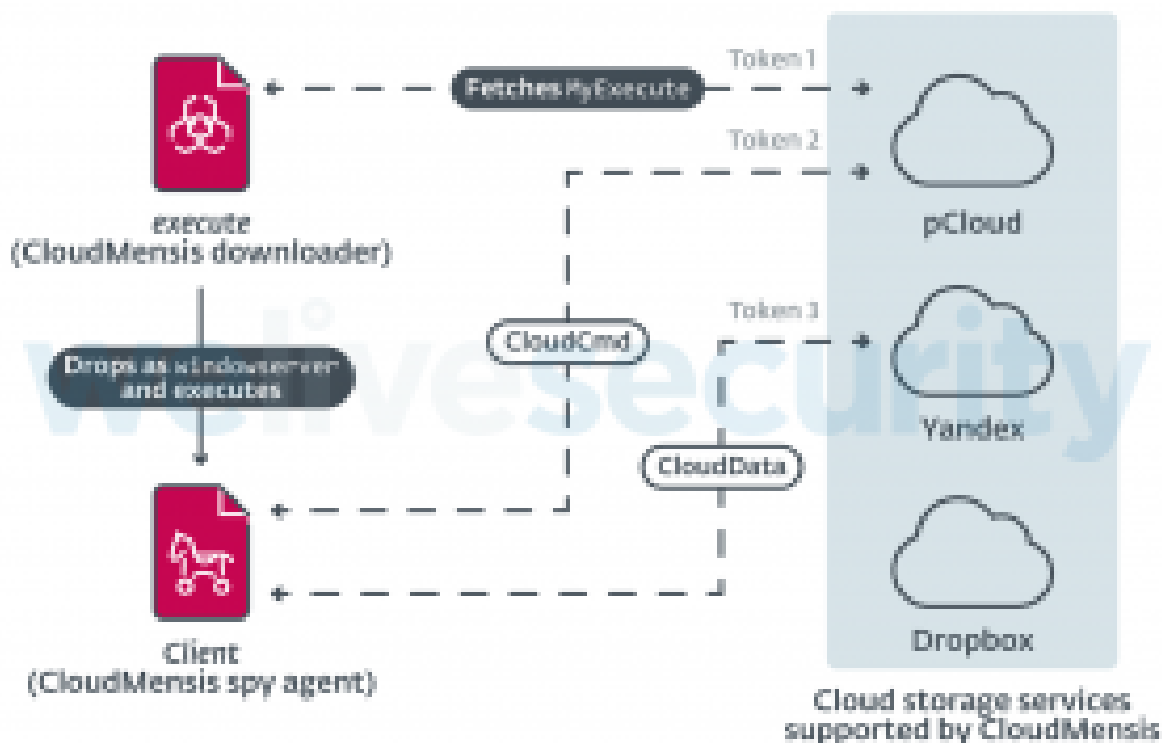 Token 1
Fetches MyExecute
Token 2
pCloud
execute
(CloudMensis downloader)
Token 3
CloudCmd
Drops as windowserver
and executes
welivesecurity
Yandex
CloudData
Client
(CloudMensis spy agent)
Dropbox
Cloud storage services
supported by CloudMensis